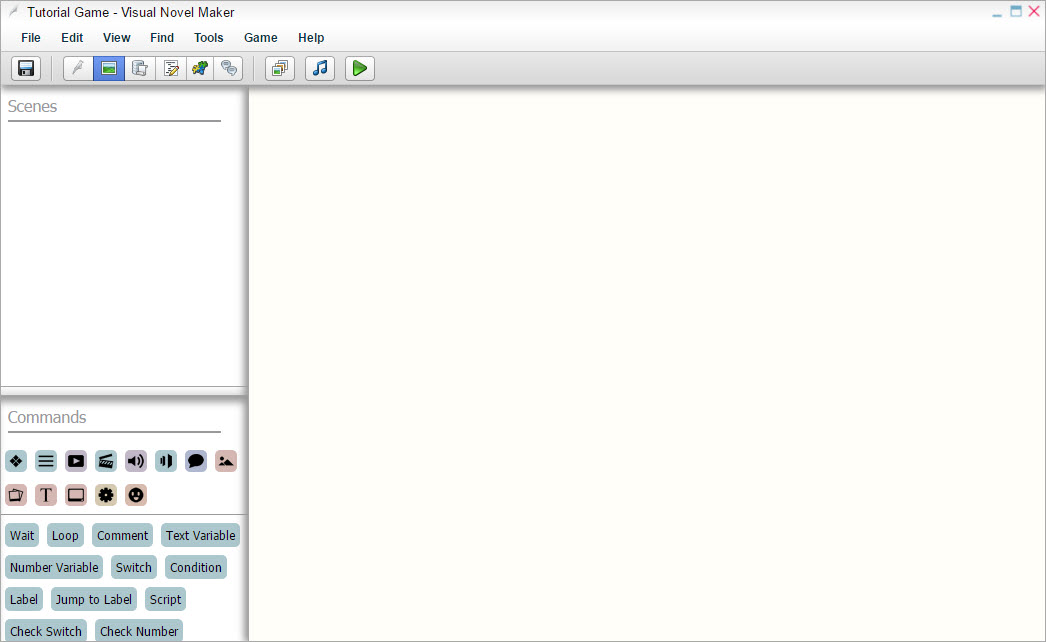 Tutorial Game - Visual Novel Maker
File Edit View Find Tools Game Help
Scenes
Commands
T
Wait Loop Comment Text Variable
Number Variable Switch Condition
Label Jump to Label Script
Check Switch Check Number